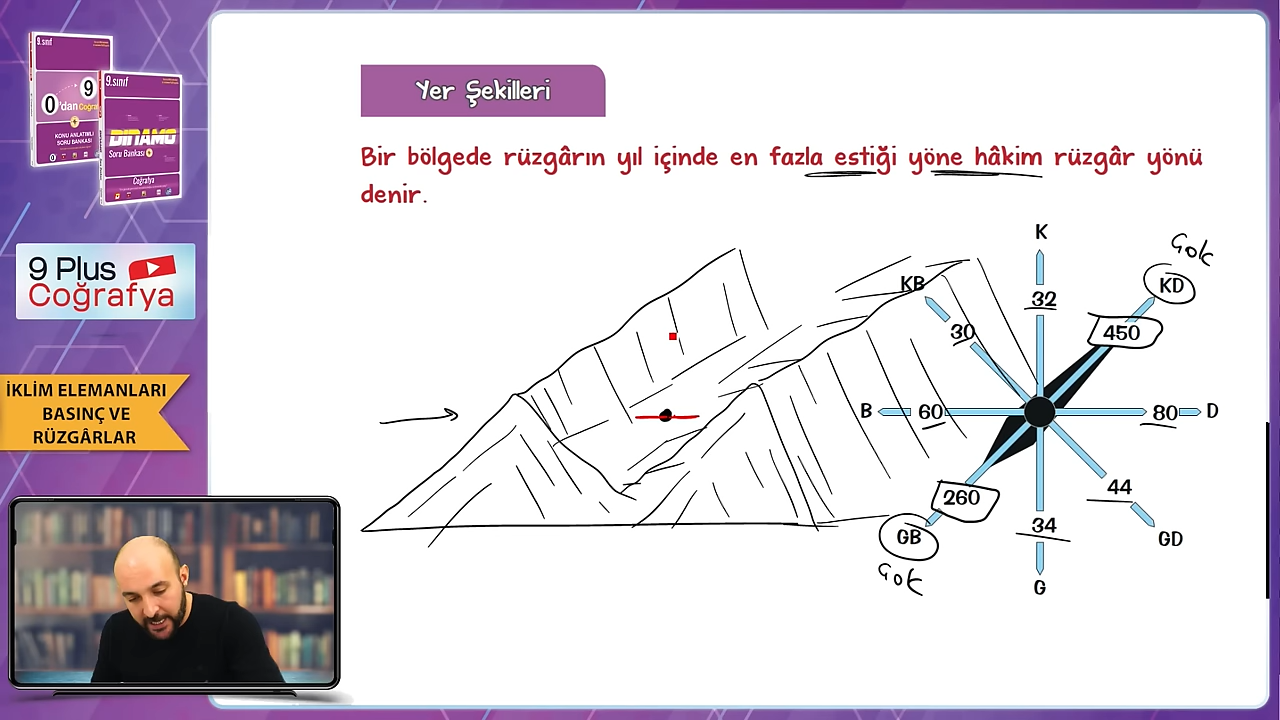 9.sınıf
0'dan
9
KONU ANLATIMLI
SORU BANKASI
9.sınıf
DİNAMO
Soru Bankası
Coğrafya
9 Plus
Coğrafya
İKLİM ELEMANLARI
BASINÇ VE
RÜZGÂRLAR
Yer Şekilleri
Bir bölgede rüzgârın yıl içinde en fazla estiği yöne hâkim rüzgâr yönü
denir.
K
Çok
KB
KD
32
30
450
B
60
80
D
260
44
34
GB
GD
Çok
G